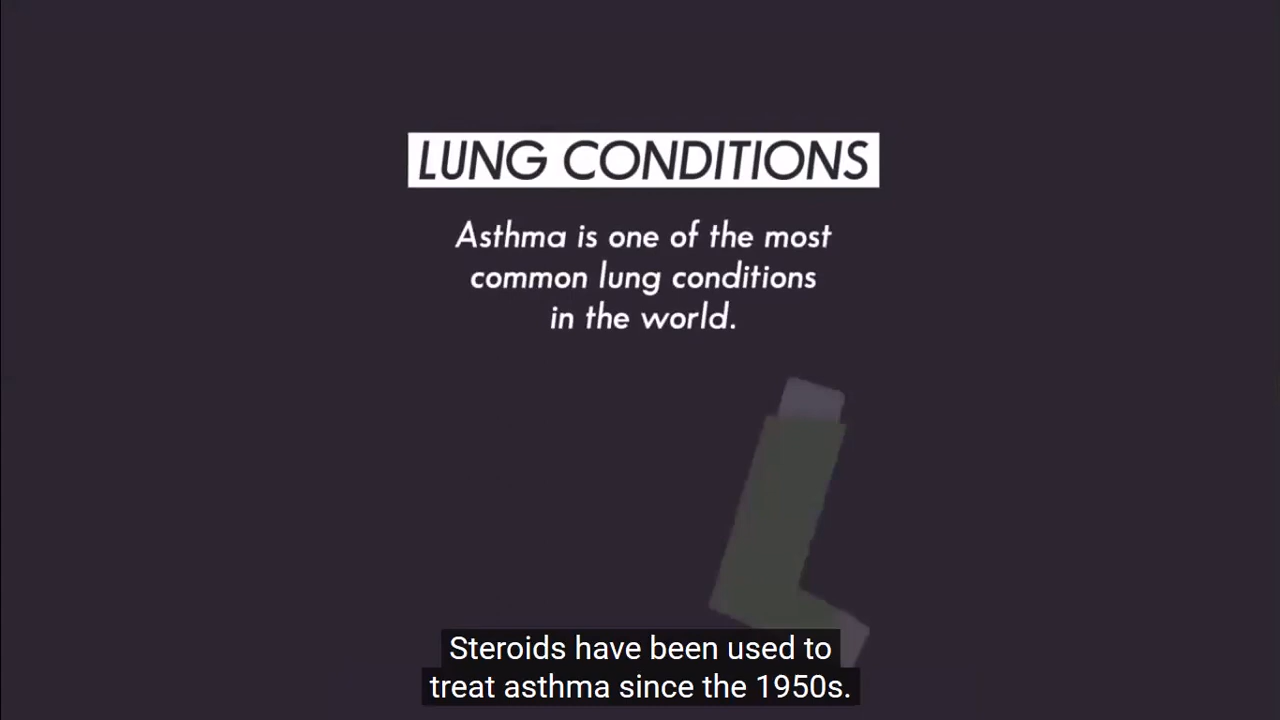 LUNG CONDITIONS
Asthma is one of the most
common lung conditions
in the world.
Steroids have been used to
treat asthma since the 1950s.